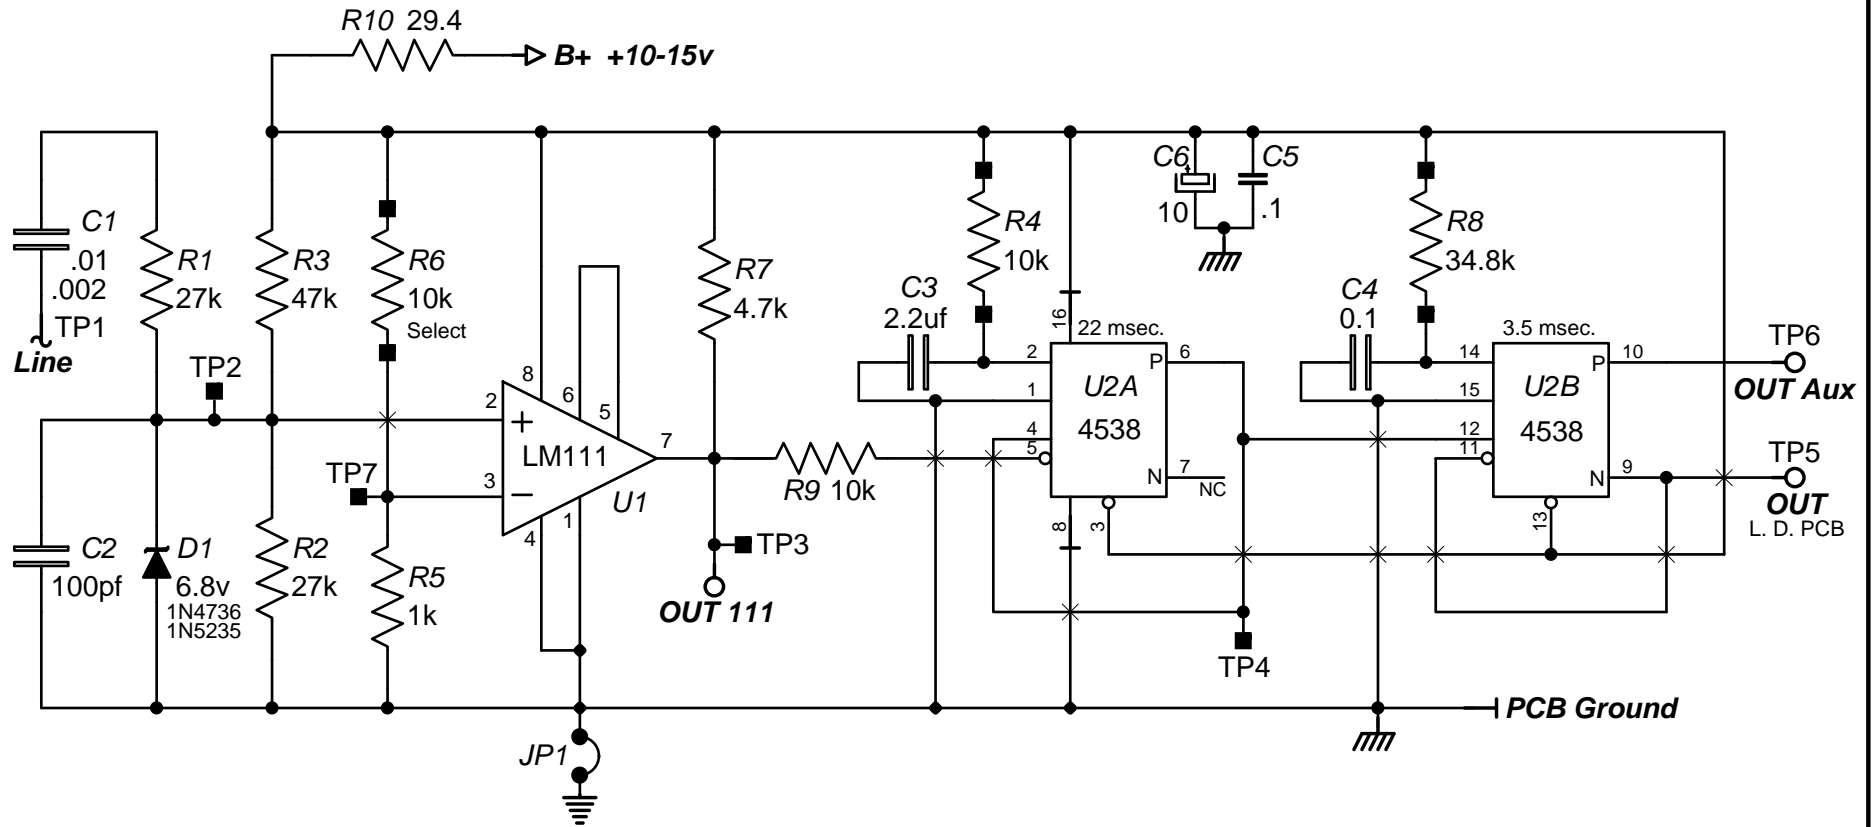 R10 29.4
B+ +10-15v
C1
.01
.002
TP1
Line
R1
27k
R3
47k
R6
10k
Select
TP2
TP7
C2
100pf
D1
6.8v
1N4736
1N5235
R2
27k
R5
1k
8
6
5
2
+
LM111
7
3
−
U1
1
4
JP1
R7
4.7k
R9 10k
TP3
OUT 111
C3
2.2uf
R4
10k
16
22 msec.
2
P
6
1
U2A
4
4538
5
N
7
NC
8
3
TP4
C6
+
10
C5
.1
C4
0.1
R8
34.8k
3.5 msec.
14
P
10
15
U2B
12
4538
11
N
9
13
TP6
OUT Aux
TP5
OUT
L. D. PCB
PCB Ground